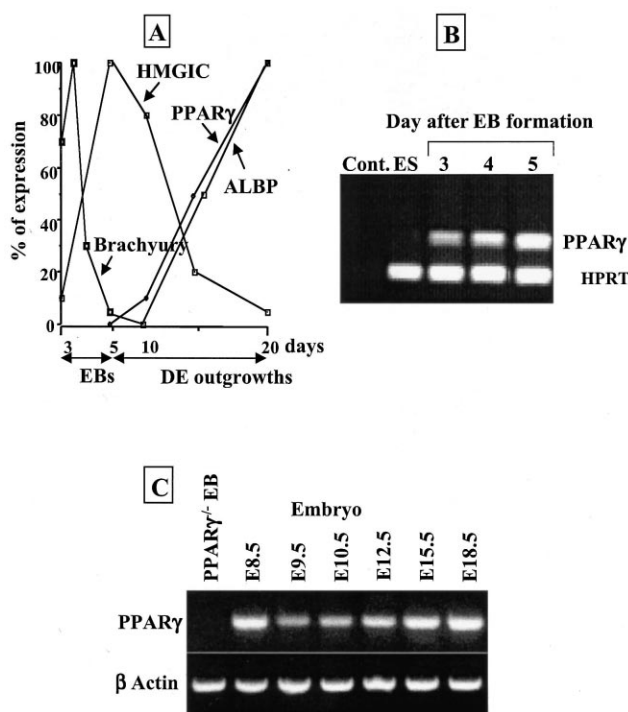 A
100
80
60
40
20
0
% of expression
HMGIC
PPARγ
ALBP
Brachyury
3 5 10 20 days
EBs DE outgrowths
B
Day after EB formation
Cont. ES 3 4 5
PPARγ
HPRT
C
Embryo
PPARγ⁄- EB
E8.5
E9.5
E10.5
E12.5
E15.5
E18.5
PPARγ
β Actin